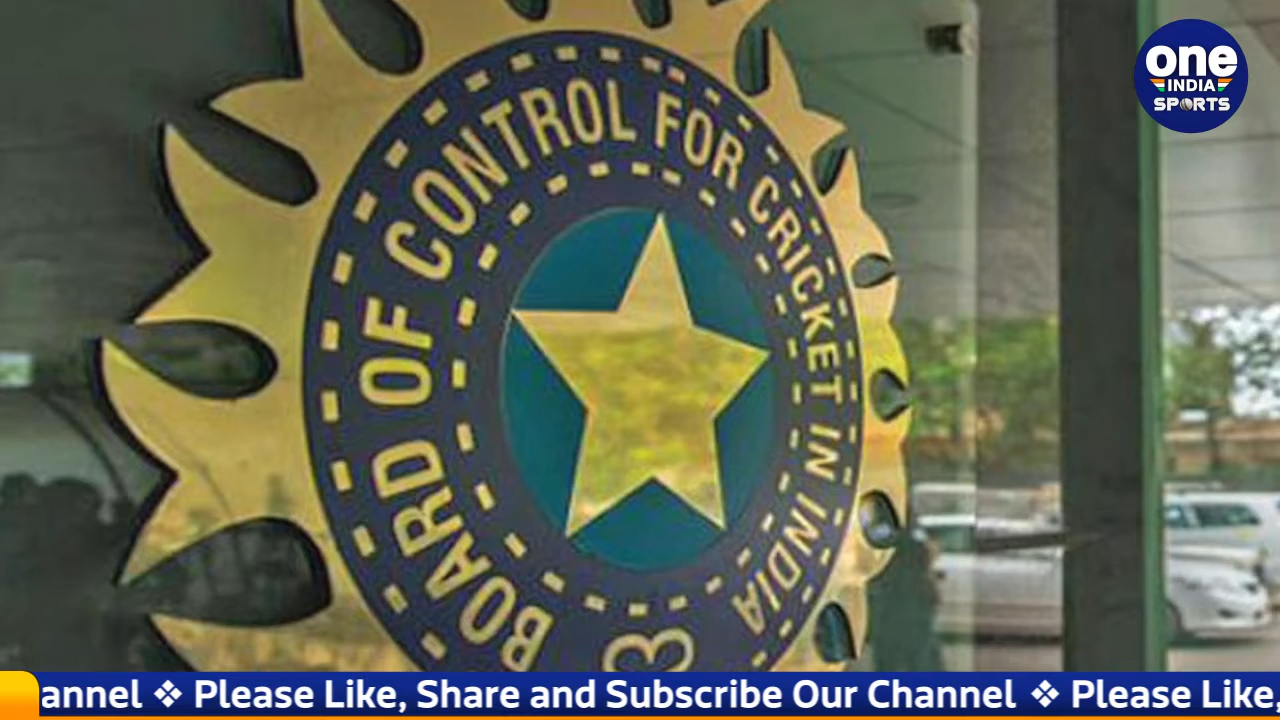 one
INDIA
SPORTS
BOARD OF CONTROL FOR CRICKET IN INDIA
annel ❖ Please Like, Share and Subscribe Our Channel ❖ Please Like,